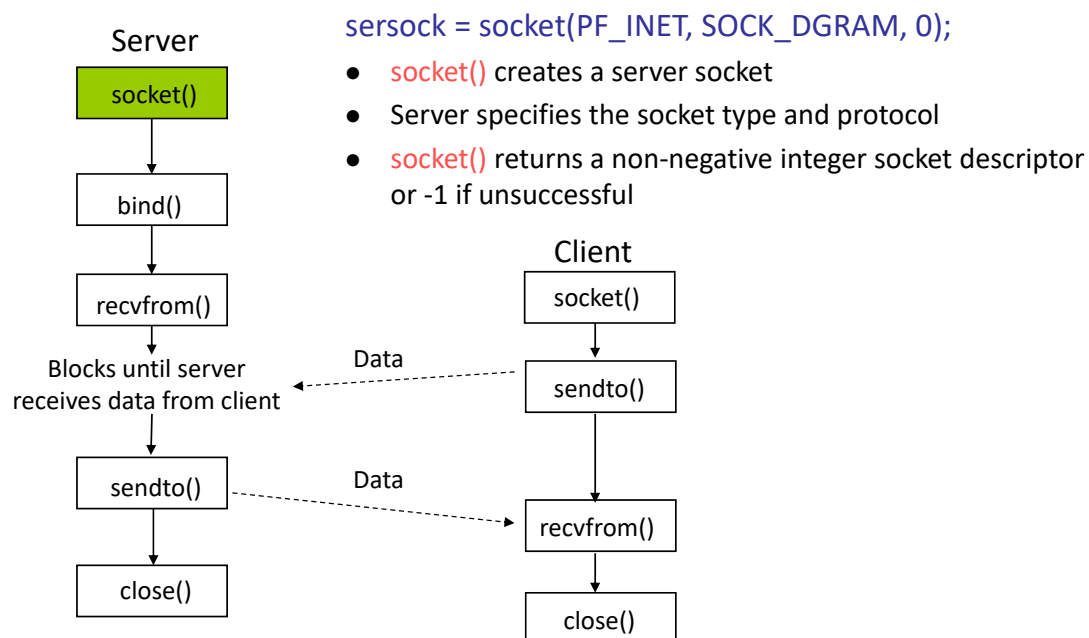 sersock = socket(PF_INET, SOCK_DGRAM, 0);
● socket() creates a server socket
● Server specifies the socket type and protocol
● socket() returns a non-negative integer socket descriptor
or -1 if unsuccessful
Server
socket()
bind()
recvfrom()
Blocks until server
receives data from client
sendto()
close()
Client
socket()
Data
sendto()
Data
recvfrom()
close()